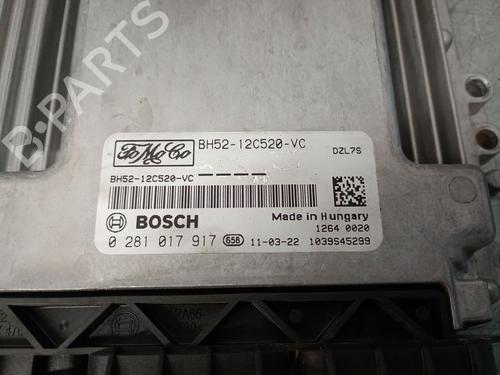 FoMoCo BH52-12C520-VC DZL7S
BH52-12C520-VC
BOSCH Made in Hungary
1264 0020
0 281 017 917 658 11-03-22 1039S45299
B-PARTS
PA66-